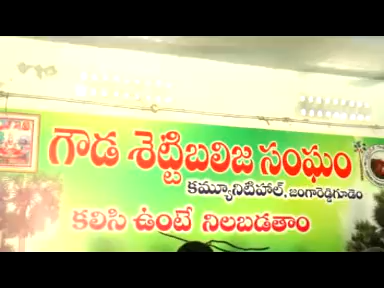 గౌడ శెట్టిబలిజ సంఘం
కమ్యూనిటీహాల్, జంగారెడ్డిగూడెం
కలిసి ఉంటే నిలబడతాం